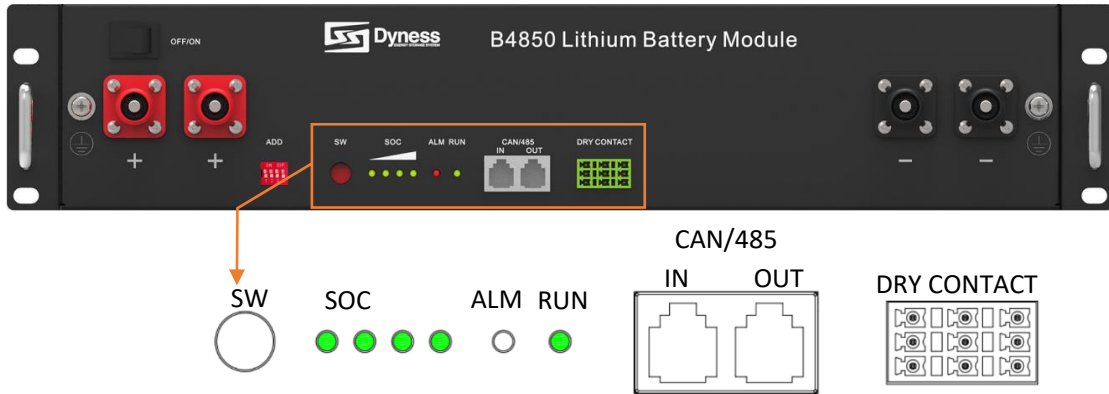 OFF/ON
Dyness
ENERGY STORAGE SYSTEM
B4850 Lithium Battery Module
+ + - -
ADD
SW SOC ALM RUN CAN/485 DRY CONTACT
IN OUT
CAN/485
IN OUT
SW SOC ALM RUN DRY CONTACT